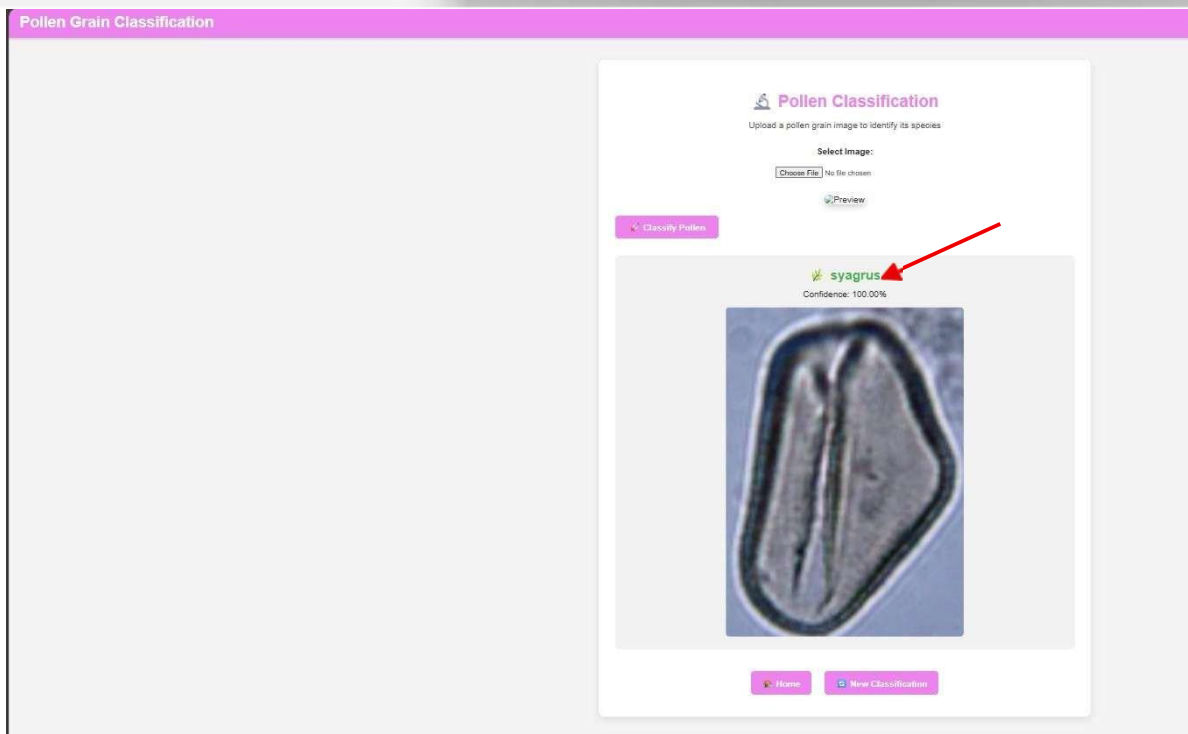 Pollen Grain Classification
Pollen Classification
Upload a pollen grain image to identify its species
Select Image:
Choose File No file chosen
Preview
Classify Pollen
syagrus
Confidence: 100.00%
Home
New Classification